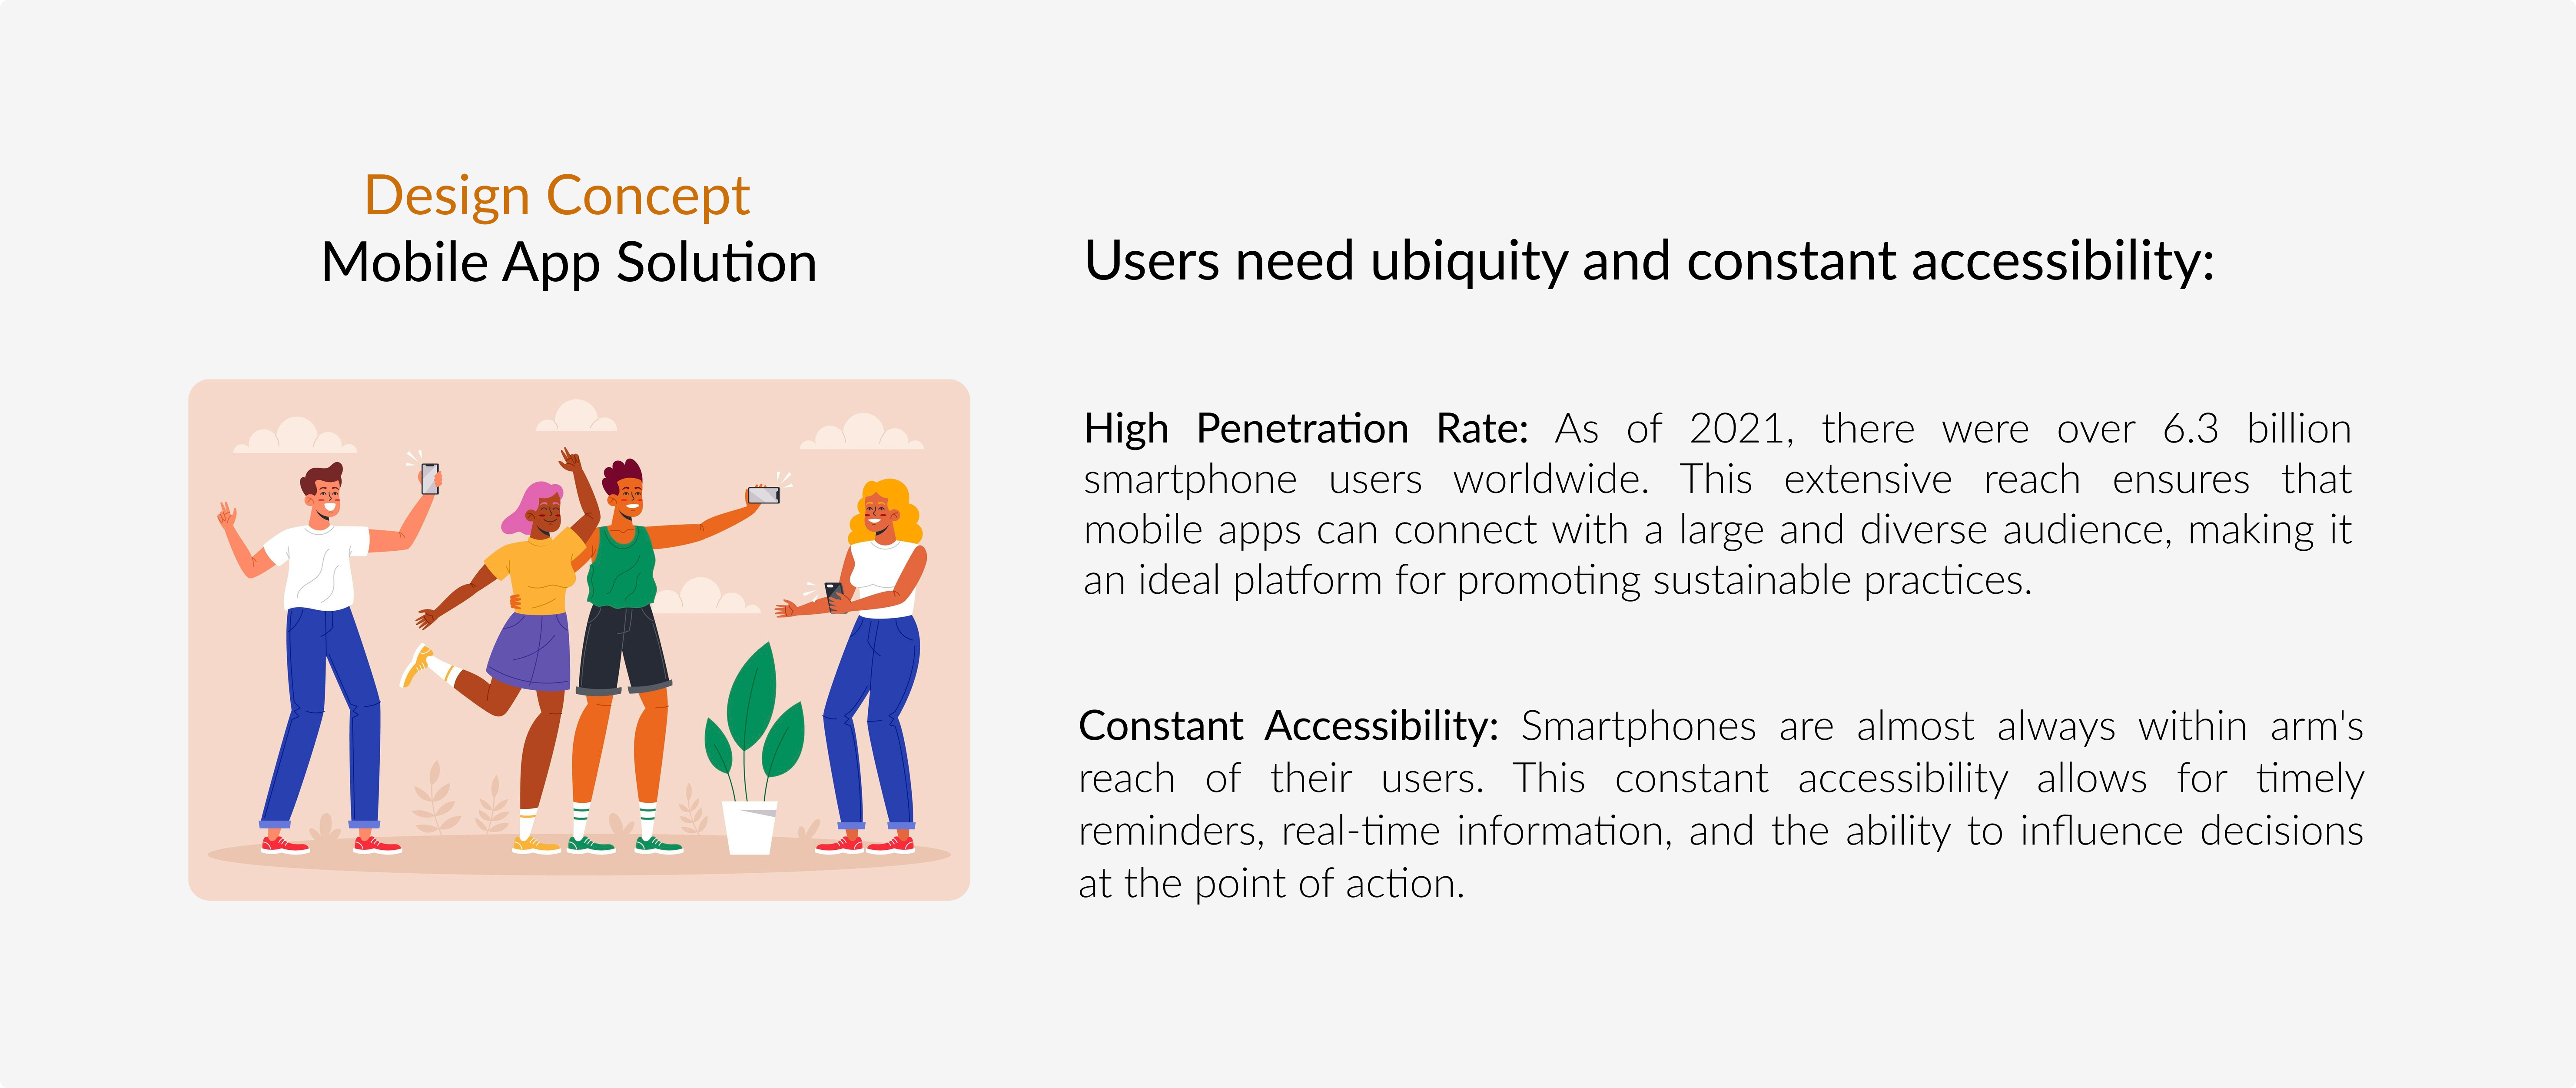 Design Concept
Mobile App Solution
Users need ubiquity and constant accessibility:
High Penetration Rate: As of 2021, there were over 6.3 billion
smartphone users worldwide. This extensive reach ensures that
mobile apps can connect with a large and diverse audience, making it
an ideal platform for promoting sustainable practices.
Constant Accessibility: Smartphones are almost always within arm's
reach of their users. This constant accessibility allows for timely
reminders, real-time information, and the ability to influence decisions
at the point of action.